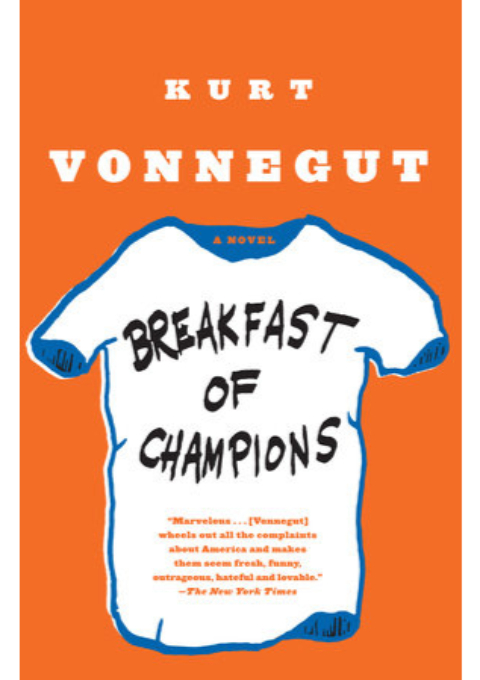 KURT
VONNEGUT
A NOVEL
BREAKFAST
OF
CHAMPIONS
“Marvelous . . . [Vonnegut]
wheels out all the complaints
about America and makes
them seem fresh, funny,
outrageous, hateful and lovable.”
—The New York Times